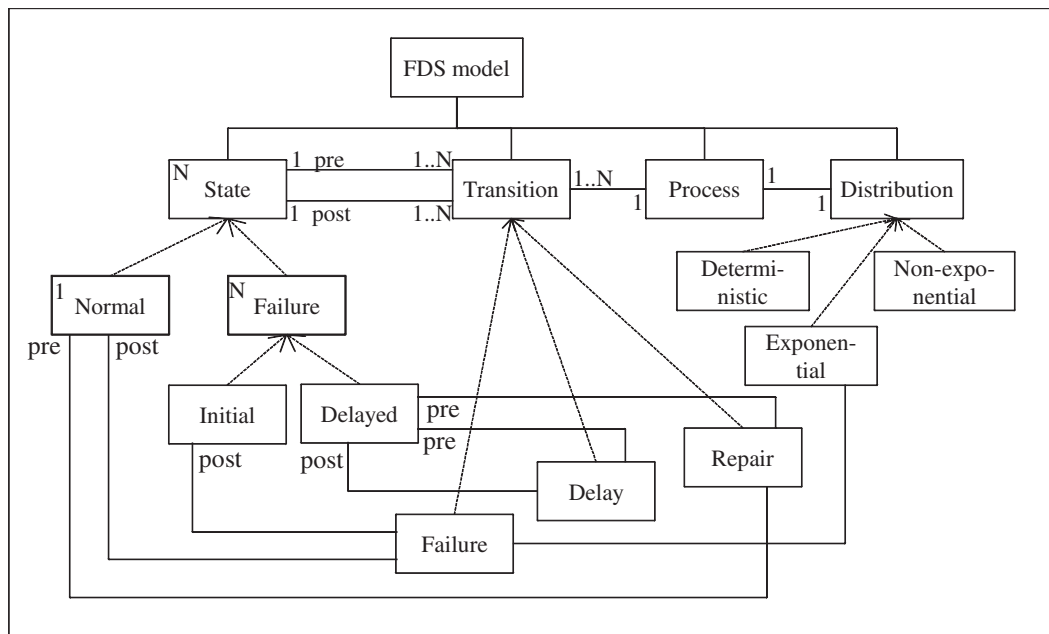 FDS model
N
State
1 pre
1..N
1 post
1..N
Transition
1..N
1
Process
1
1
Distribution
Determi-
nistic
Non-expo-
nential
Exponen-
tial
1
Normal
pre
post
N
Failure
Initial
post
Delayed
pre
pre
post
Repair
Delay
Failure